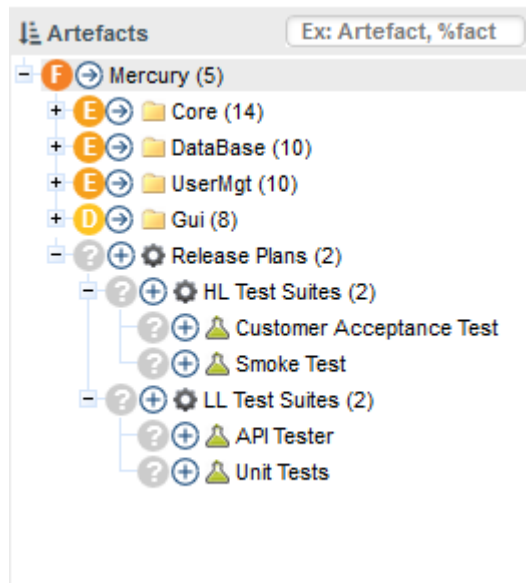 Artefacts Ex: Artefact, %fact
F Mercury (5)
E Core (14)
E DataBase (10)
E UserMgt (10)
D Gui (8)
? Release Plans (2)
? HL Test Suites (2)
? Customer Acceptance Test
? Smoke Test
? LL Test Suites (2)
? API Tester
? Unit Tests